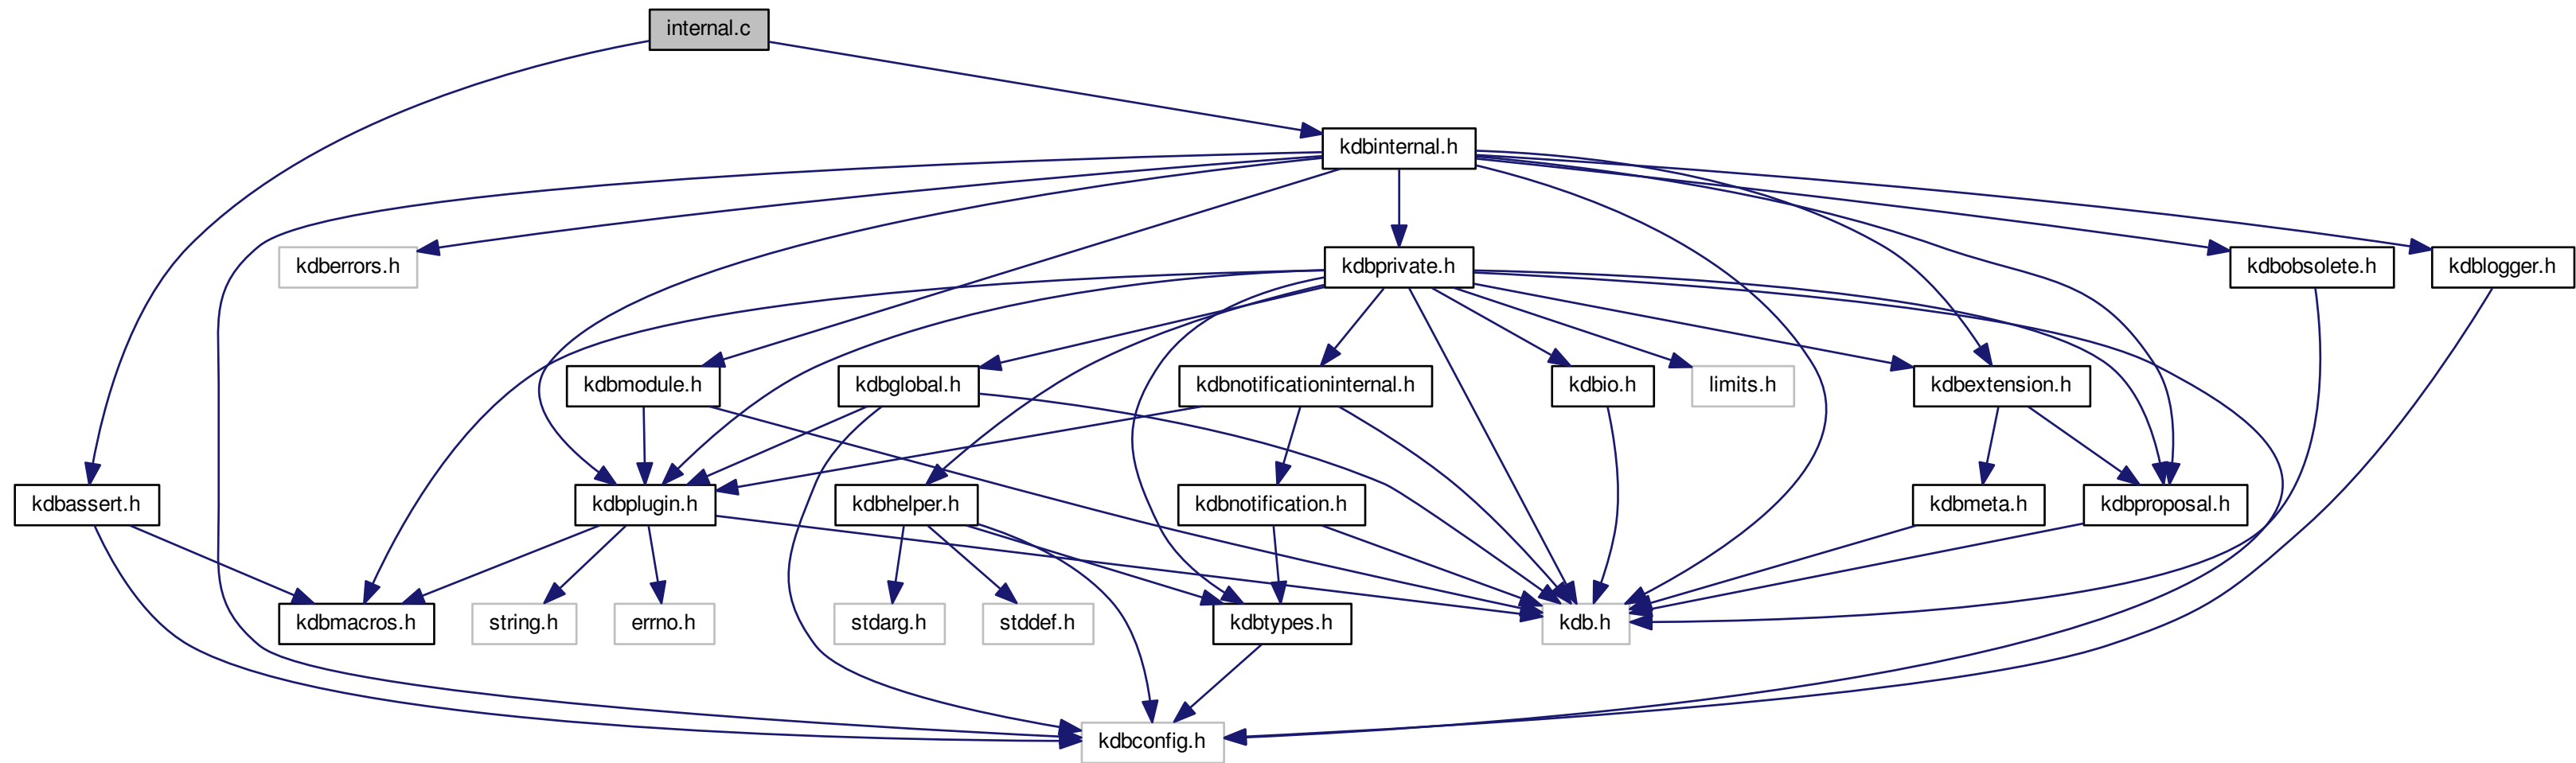 internal.c
kdbinternal.h
kdberrors.h
kdbprivate.h
kdbobsolete.h
kdblogger.h
kdbmodule.h
kdbglobal.h
kdbnotificationinternal.h
kdbio.h
limits.h
kdbextension.h
kdbassert.h
kdbplugin.h
kdbhelper.h
kdbnotification.h
kdbmeta.h
kdbproposal.h
kdbmacros.h
string.h
errno.h
stdarg.h
stddef.h
kdbtypes.h
kdb.h
kdbconfig.h